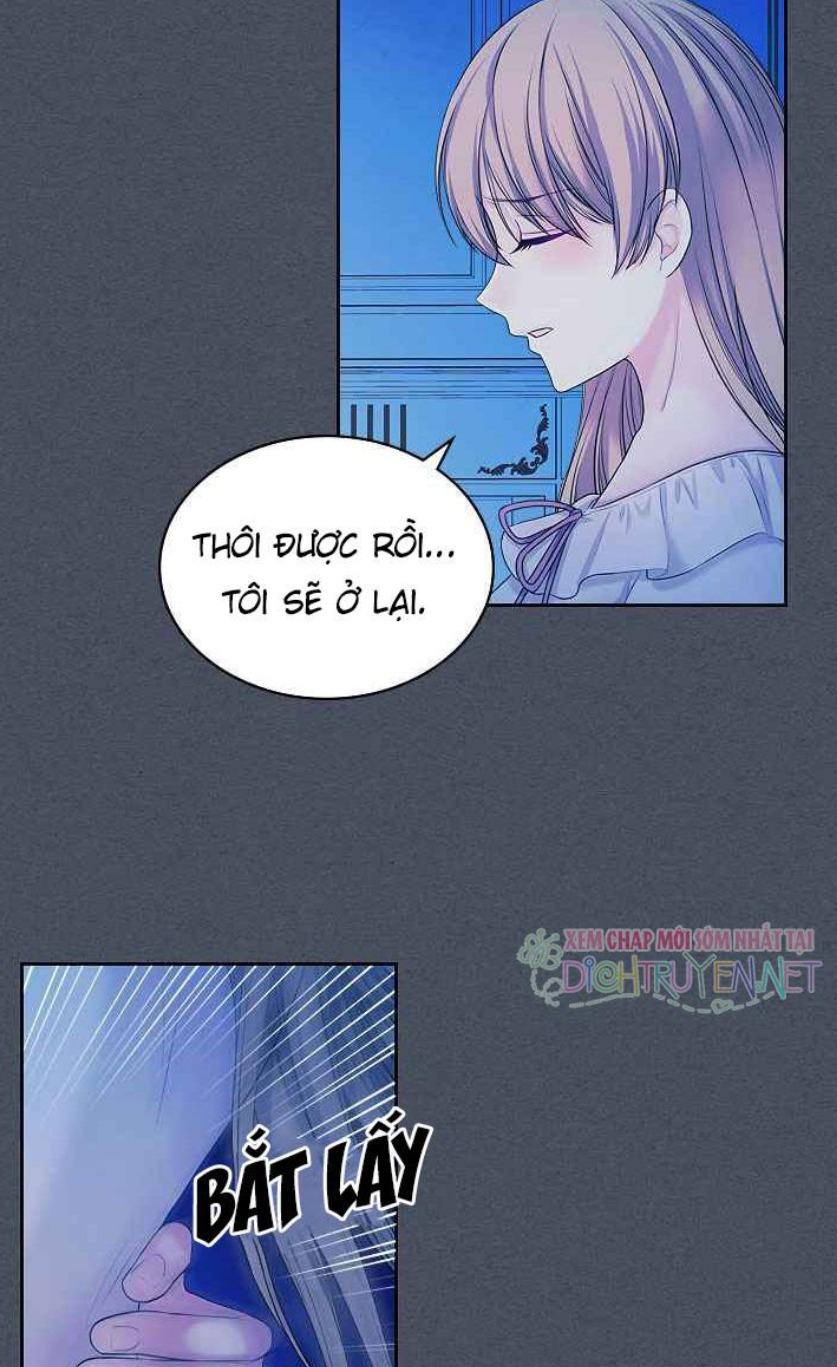 THÔI ĐƯỢC RỒI...
TÔI SẼ Ở LẠI.
XEM CHAP MỚI SỚM NHẤT TẠI
DICHTRUYEN.NET
BẮT LẤY